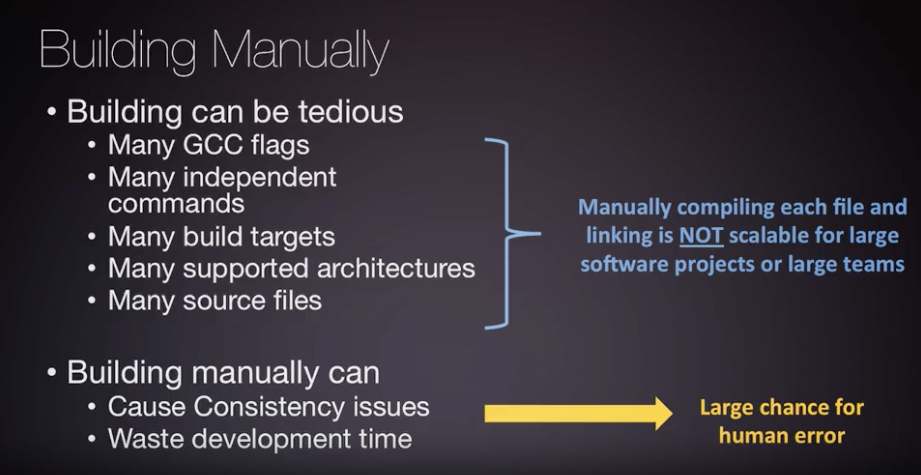 Building Manually
• Building can be tedious
• Many GCC flags
• Many independent
commands
• Many build targets
• Many supported architectures
• Many source files
Manually compiling each file and
linking is NOT scalable for large
software projects or large teams
• Building manually can
• Cause Consistency issues
• Waste development time
Large chance for
human error